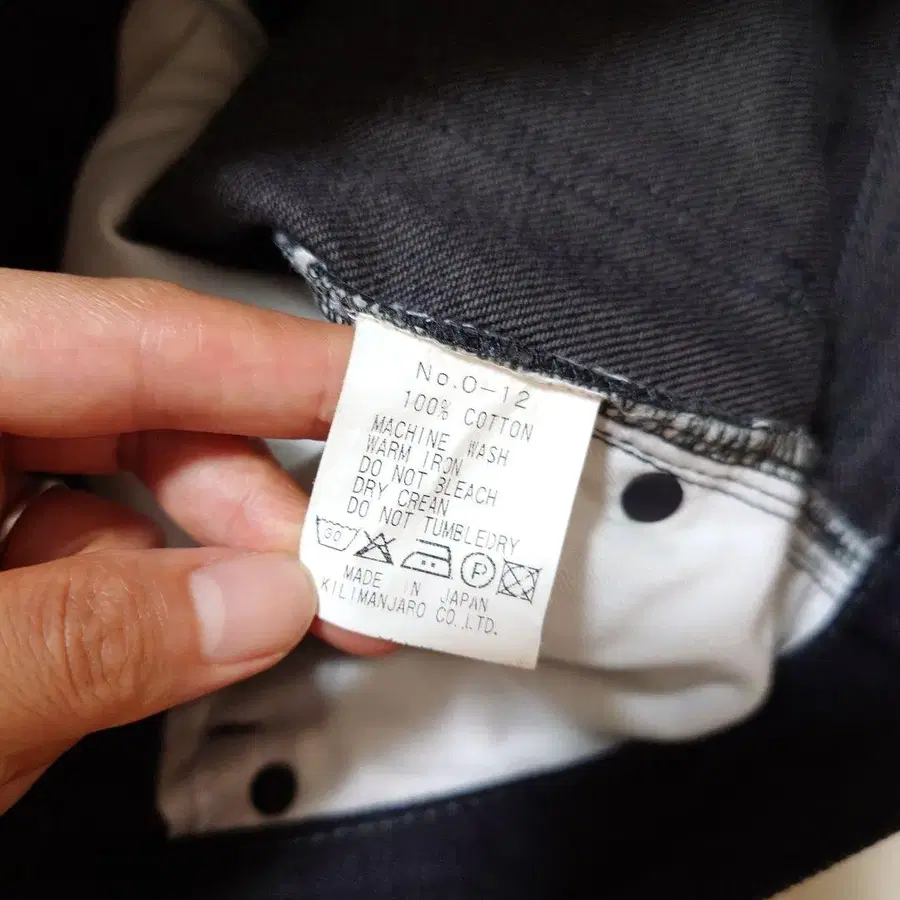 No.O-12
100% COTTON
MACHINE WASH
WARM IRON
DO NOT BLEACH
DRY CREAN
DO NOT TUMBLEDRY
30 P
MADE IN JAPAN
KILIMANJARO CO.,LTD.